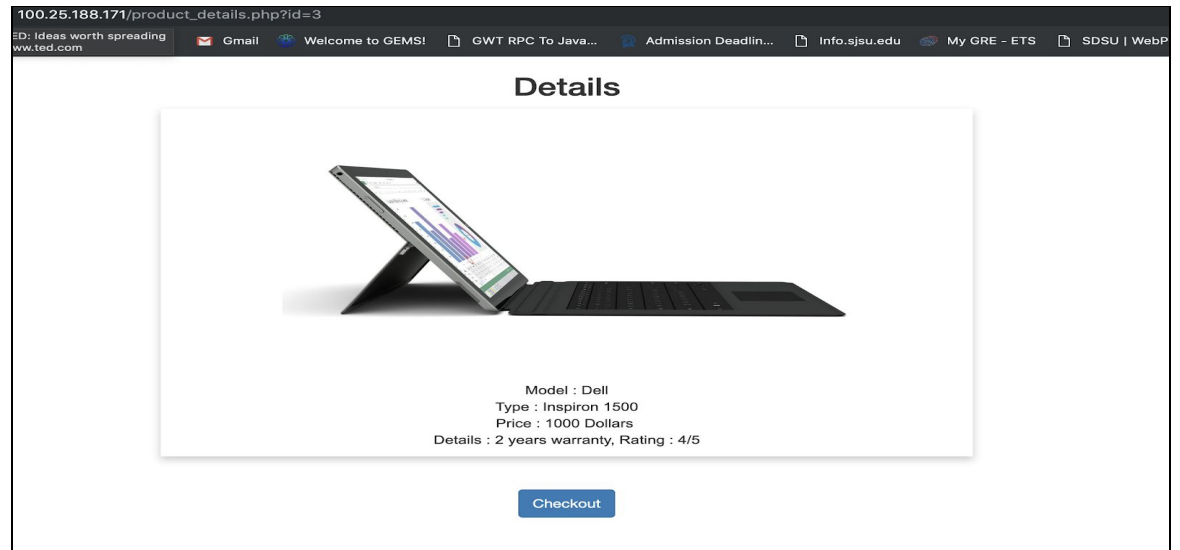 100.25.188.171/product_details.php?id=3
ED: Ideas worth spreading
ww.ted.com
Gmail
Welcome to GEMS!
GWT RPC To Java...
Admission Deadlin...
Info.sjsu.edu
My GRE - ETS
SDSU | WebP
Details
Model : Dell
Type : Inspiron 1500
Price : 1000 Dollars
Details : 2 years warranty, Rating : 4/5
Checkout